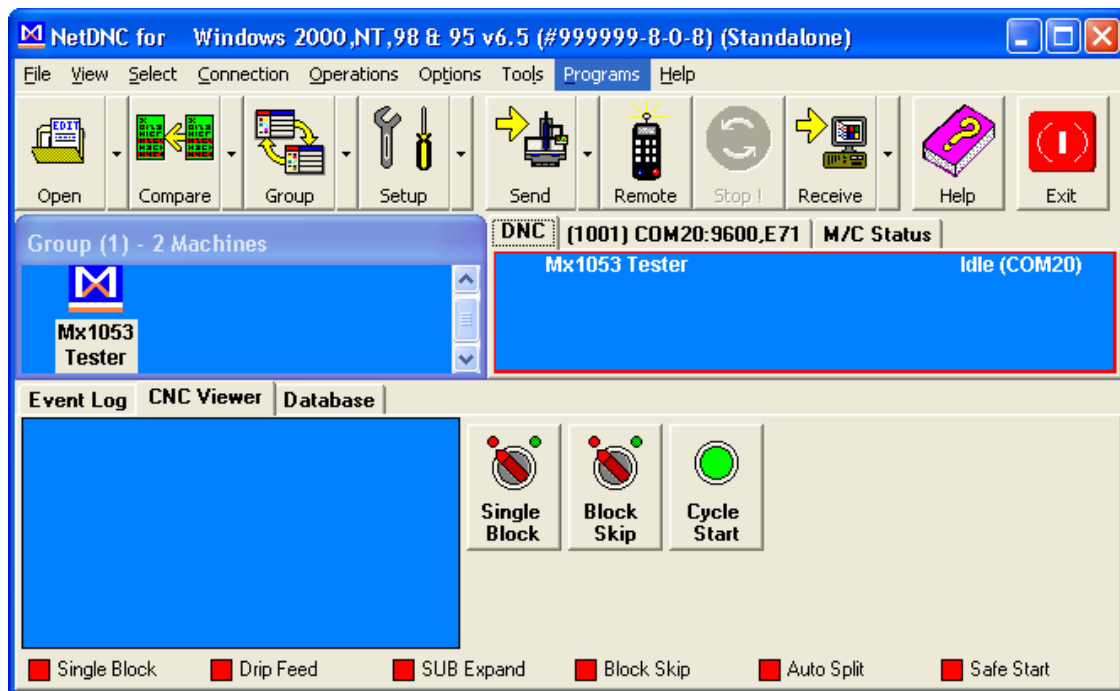 NetDNC for Windows 2000,NT,98 & 95 v6.5 (#999999-8-0-8) (Standalone)
File View Select Connection Operations Options Tools Programs Help
EDIT
Open Compare Group Setup Send Remote Stop ! Receive Help Exit
Group (1) - 2 Machines
DNC (1001) COM20:9600,E71 M/C Status
Mx1053 Tester Idle (COM20)
Mx1053
Tester
Event Log CNC Viewer Database
Single
Block
Block
Skip
Cycle
Start
Single Block Drip Feed SUB Expand Block Skip Auto Split Safe Start